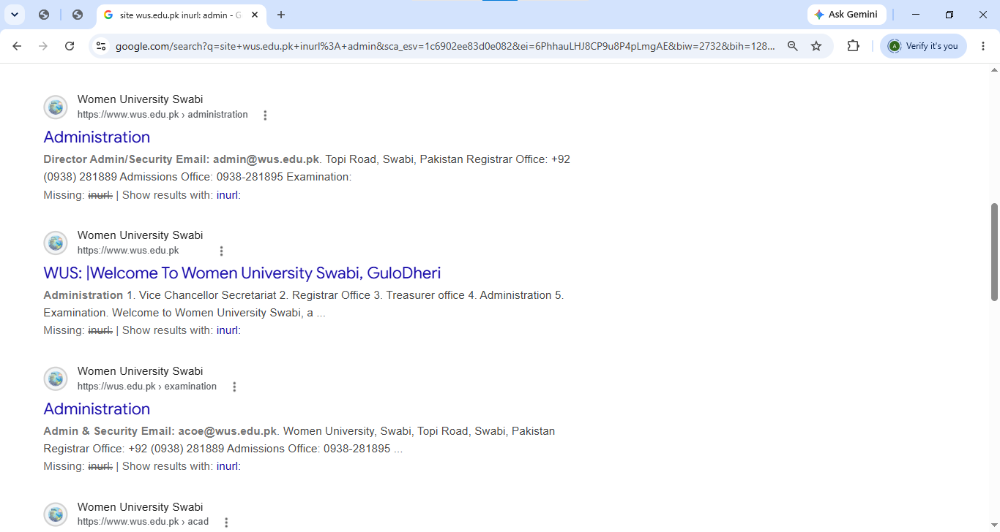 site wus.edu.pk inurl: admin - G
Ask Gemini
google.com/search?q=site+wus.edu.pk+inurl%3A+admin&sca_esv=1c6902ee83d0e082&ei=6PhhauLHJ8CP9u8P4pLmgAE&biw=2732&bih=128...
A
Verify it's you
Women University Swabi
https://www.wus.edu.pk › administration
Administration
Director Admin/Security Email: admin@wus.edu.pk. Topi Road, Swabi, Pakistan Registrar Office: +92
(0938) 281889 Admissions Office: 0938-281895 Examination:
Missing: inurl: | Show results with: inurl:
Women University Swabi
https://www.wus.edu.pk
WUS: |Welcome To Women University Swabi, GuloDheri
Administration 1. Vice Chancellor Secretariat 2. Registrar Office 3. Treasurer office 4. Administration 5.
Examination. Welcome to Women University Swabi, a ...
Missing: inurl: | Show results with: inurl:
Women University Swabi
https://wus.edu.pk › examination
Administration
Admin & Security Email: acoe@wus.edu.pk. Women University, Swabi, Topi Road, Swabi, Pakistan
Registrar Office: +92 (0938) 281889 Admissions Office: 0938-281895 ...
Missing: inurl: | Show results with: inurl:
Women University Swabi
https://www.wus.edu.pk › acad